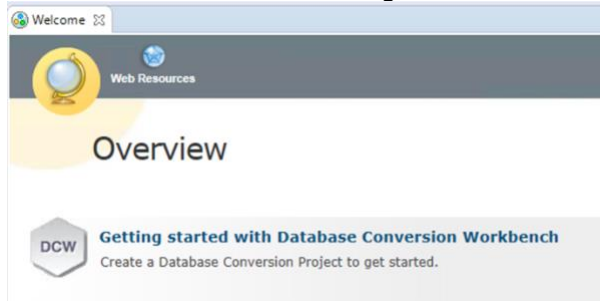 Welcome
Web Resources
Overview
DCW
Getting started with Database Conversion Workbench
Create a Database Conversion Project to get started.